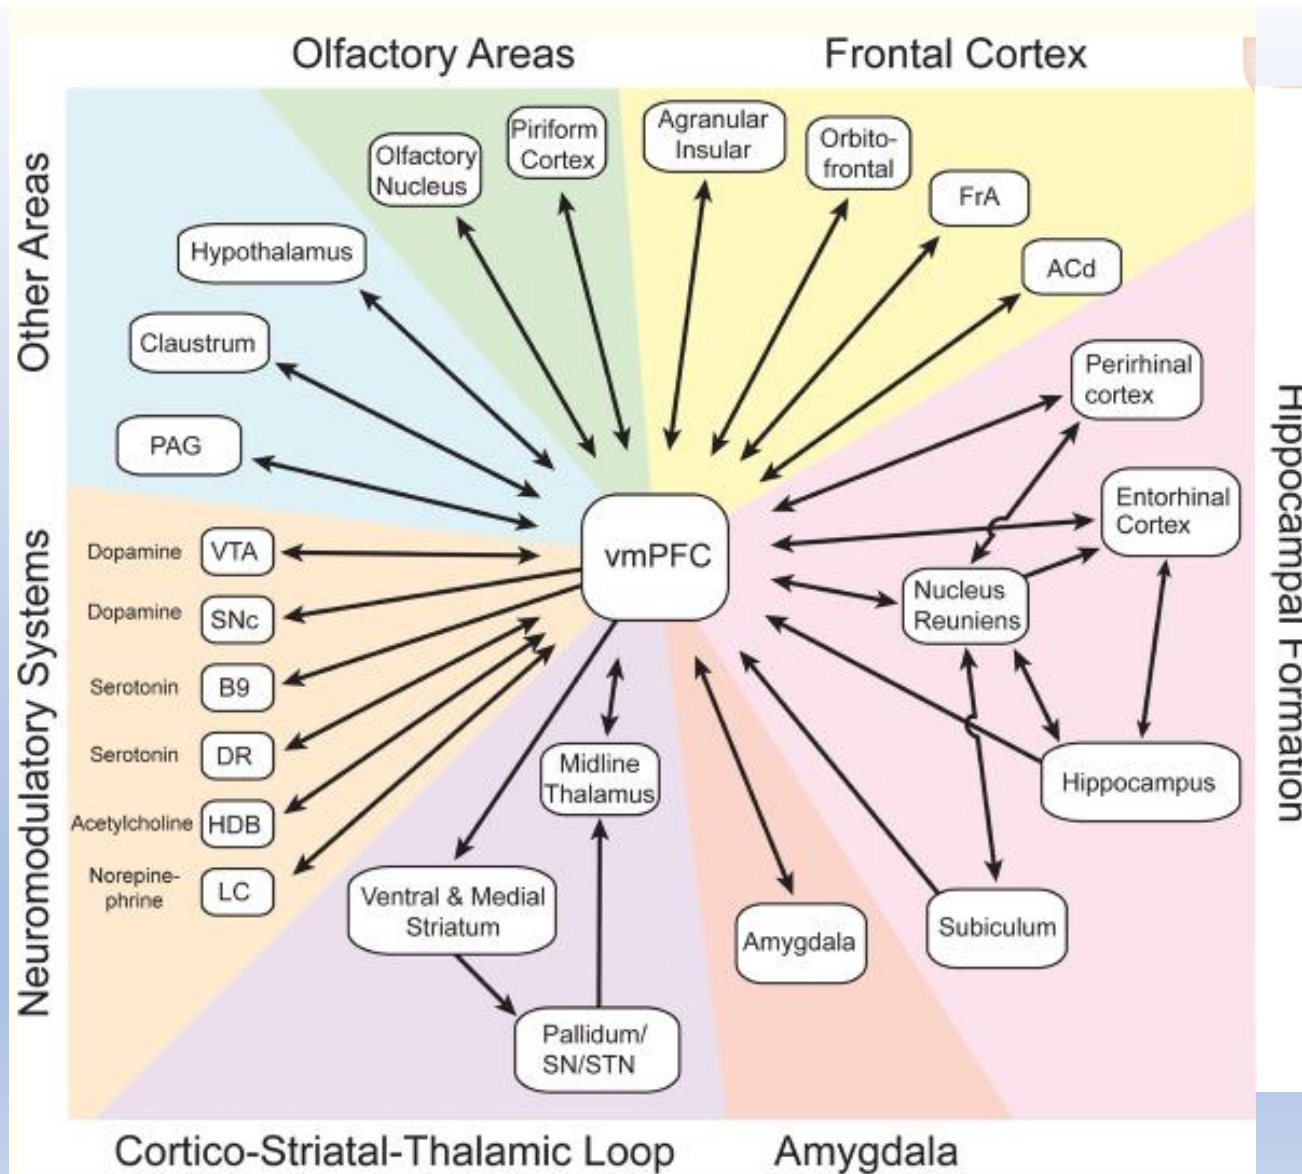 Olfactory Areas
Frontal Cortex
Other Areas
Neuromodulatory Systems
Hippocampal Formation
Cortico-Striatal-Thalamic Loop
Amygdala
Olfactory
Nucleus
Piriform
Cortex
Agranular
Insular
Orbito-
frontal
FrA
ACd
Hypothalamus
Claustrum
PAG
Perirhinal
cortex
Entorhinal
Cortex
Nucleus
Reuniens
Hippocampus
Subiculum
vmPFC
Dopamine
VTA
Dopamine
SNc
Serotonin
B9
Serotonin
DR
Acetylcholine
HDB
Norepine-
phrine
LC
Midline
Thalamus
Ventral & Medial
Striatum
Pallidum/
SN/STN
Amygdala